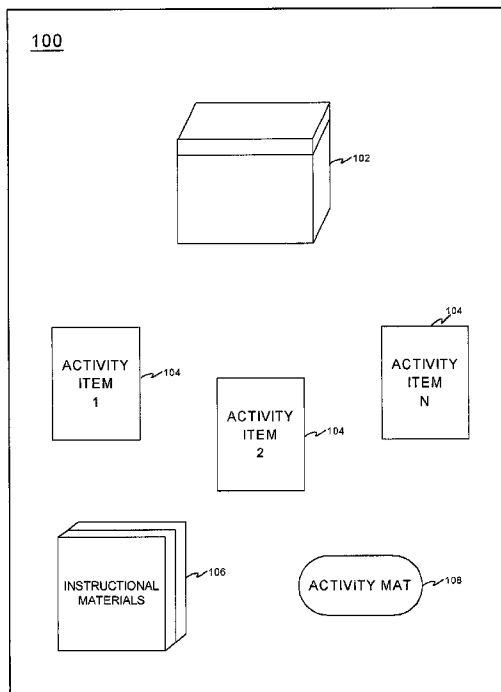 100
102
ACTIVITY
ITEM
1
104
ACTIVITY
ITEM
2
104
104
ACTIVITY
ITEM
N
INSTRUCTIONAL
MATERIALS
106
ACTIVITY MAT
108